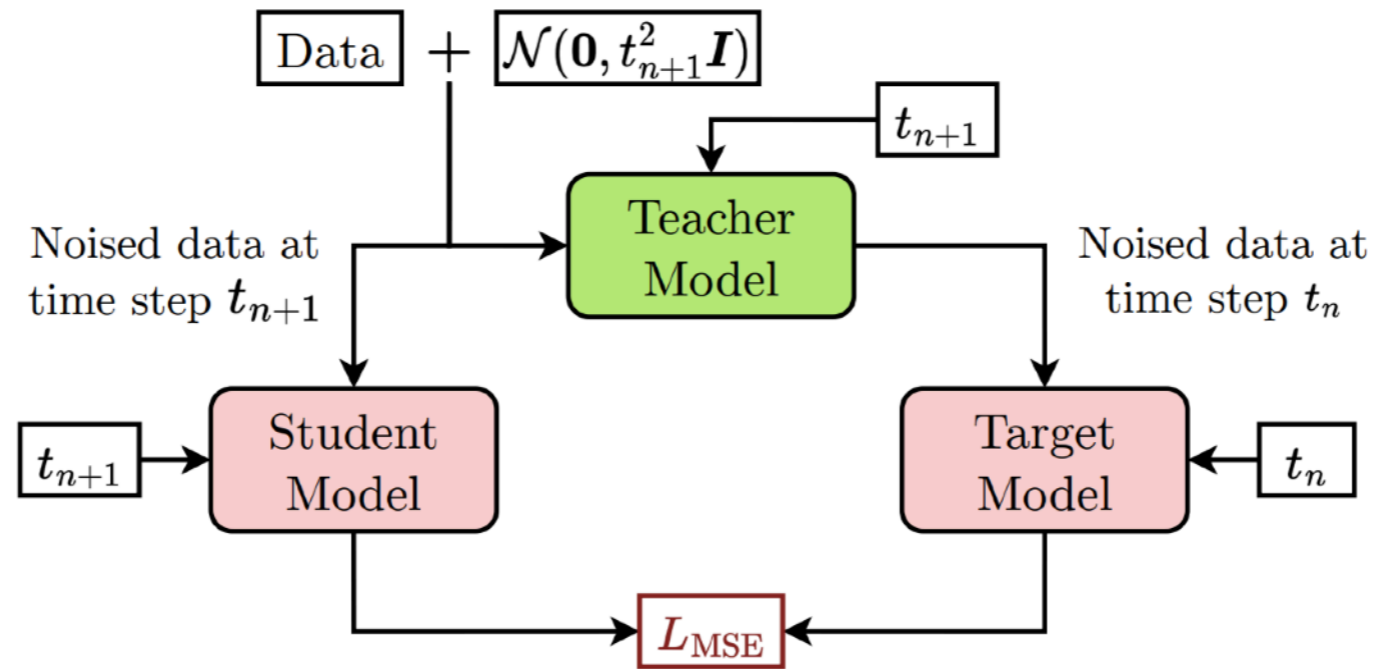 Data + 𝒩(𝟎, t²ₙ₊₁𝑰)
tₙ₊₁
Teacher
Model
Noised data at
time step tₙ₊₁
Noised data at
time step tₙ
tₙ₊₁
Student
Model
Target
Model
tₙ
L_MSE